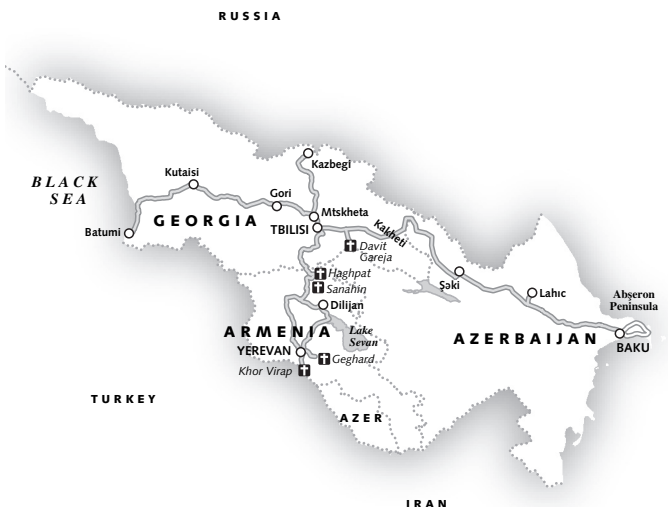 RUSSIA
BLACK
SEA
Kazbegi
Kutaisi
Gori
Mtskheta
GEORGIA
TBILISI
Batumi
Kakheti
Davit
Gareja
Haghpat
Sanahin
Şəki
Lahıc
Abşeron
Peninsula
Dilijan
ARMENIA
Lake
Sevan
AZERBAIJAN
BAKU
YEREVAN
Geghard
Khor Virap
TURKEY
AZER
IRAN